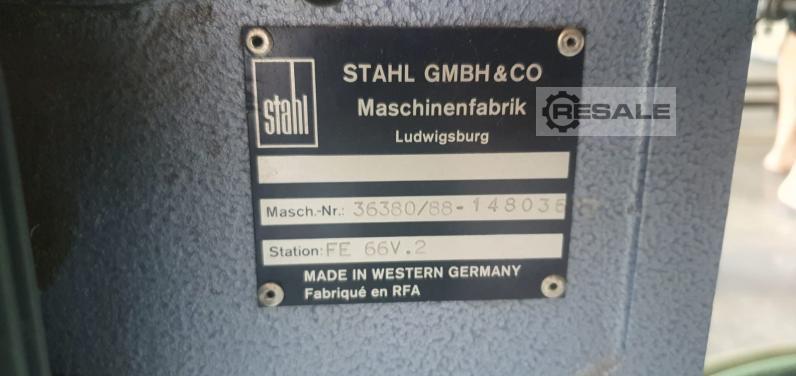 STAHL GMBH & CO
stahl
Maschinenfabrik
RESALE
Ludwigsburg
Masch.-Nr.: 36380/88-148036
Station: FE 66V.2
MADE IN WESTERN GERMANY
Fabriqué en RFA